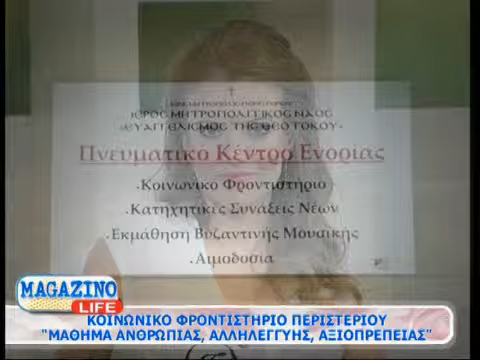 ΙΕΡΟΣ ΜΗΤΡΟΠΟΛΙΤΙΚΟΣ ΝΑΟΣ
ΕΥΑΓΓΕΛΙΣΜΟΣ ΤΗΣ ΘΕΟΤΟΚΟΥ
Πνευματικό Κέντρο Ενορίας
•Κοινωνικό Φροντιστήριο
•Κατηχητικές Συνάξεις Νέων
•Εκμάθηση Βυζαντινής Μουσικής
•Αιμοδοσία
MAGAZINO
LIFE
ΚΟΙΝΩΝΙΚΟ ΦΡΟΝΤΙΣΤΗΡΙΟ ΠΕΡΙΣΤΕΡΙΟΥ
"ΜΑΘΗΜΑ ΑΝΘΡΩΠΙΑΣ, ΑΛΛΗΛΕΓΓΥΗΣ, ΑΞΙΟΠΡΕΠΕΙΑΣ"